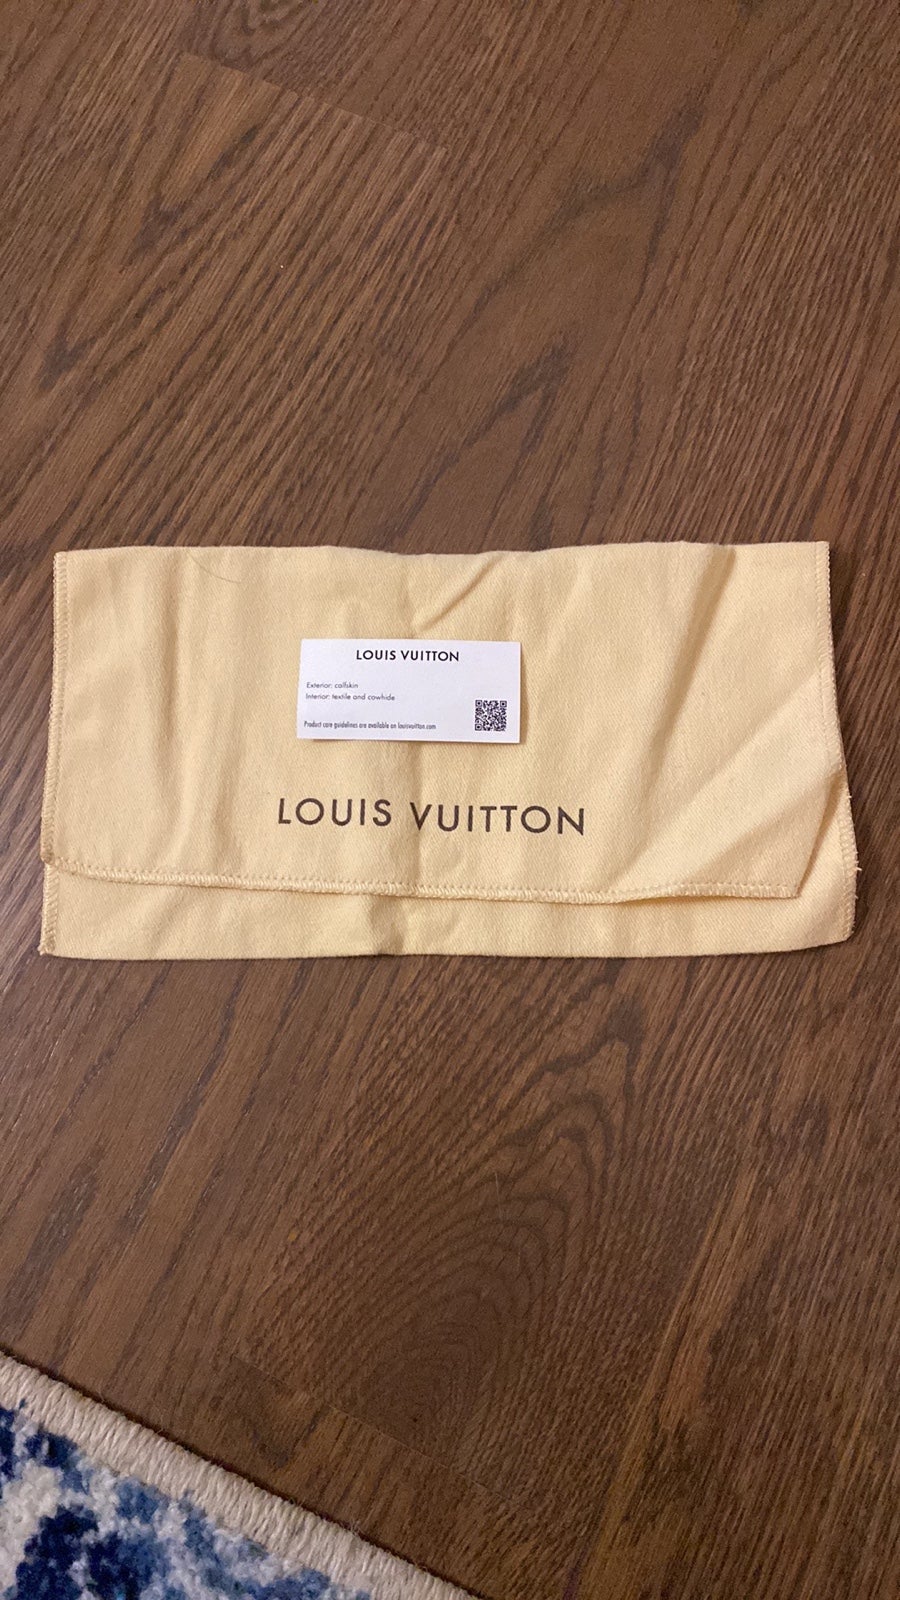 LOUIS VUITTON
Exterior: calfskin
Interior: textile and cowhide
Product care guidelines are available on louisvuitton.com
LOUIS VUITTON